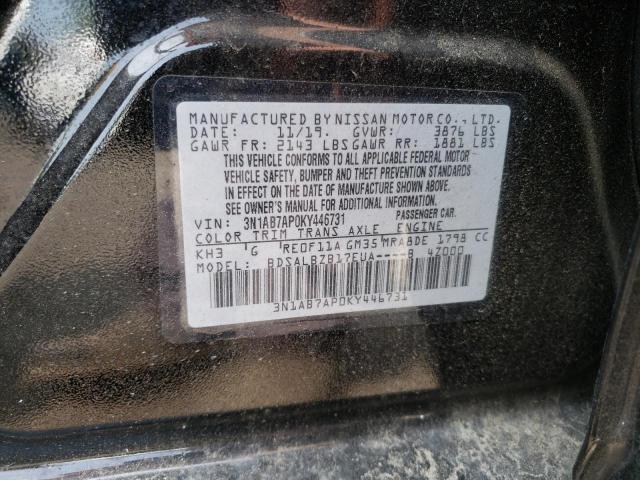 MANUFACTURED BY NISSAN MOTOR CO., LTD.
DATE: 11/19. GVWR: 3876 LBS
GAWR FR: 2143 LBS GAWR RR: 1881 LBS
THIS VEHICLE CONFORMS TO ALL APPLICABLE FEDERAL MOTOR
VEHICLE SAFETY, BUMPER, AND THEFT PREVENTION STANDARDS
IN EFFECT ON THE DATE OF MANUFACTURE SHOWN ABOVE.
SEE OWNER'S MANUAL FOR ADDITIONAL INFORMATION.
VIN: 3N1AB7AP0KY446731 PASSENGER CAR
COLOR TRIM TRANS AXLE ENGINE
KH3 'G 'RE0F11A GM35 MRA8DE 1798 CC
MODEL: BDSALBZB17EUA----B 4Z000
3N1AB7AP0KY446731